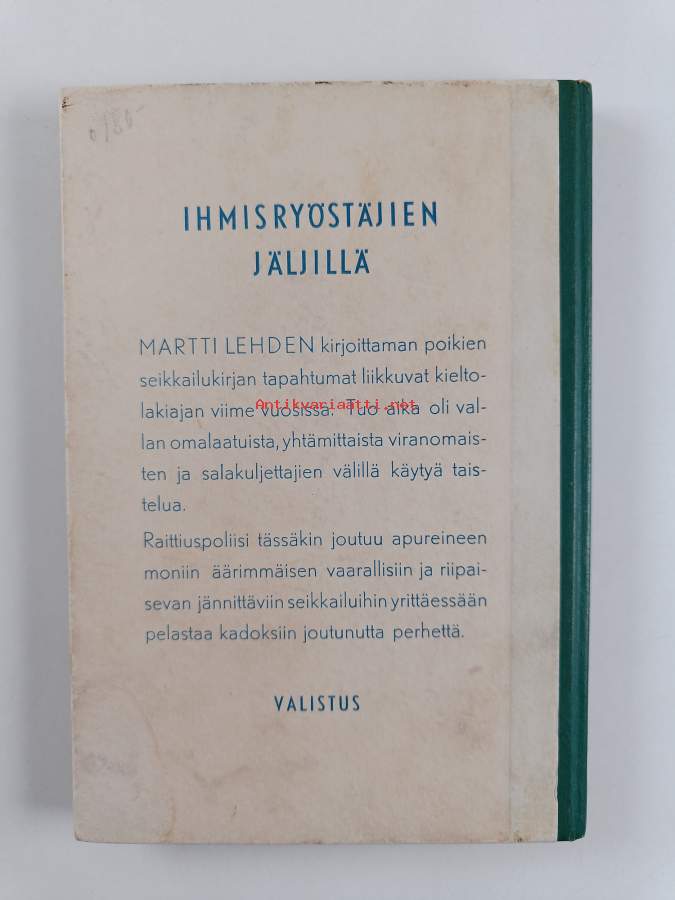 IHMISRYÖSTÄJIEN
JÄLJILLÄ
MARTTI LEHDEN kirjoittaman poikien
seikkailukirjan tapahtumat liikkuvat kielto-
lakiajan viime vuosissa. Tuo aika oli val-
Antikvariaatti.net
lan omalaatuista, yhtämittaista viranomais-
ten ja salakuljettajien välillä käytyä tais-
telua.
Raittiuspoliisi tässäkin joutuu apureineen
moniin äärimmäisen vaarallisiin ja riipai-
sevan jännittäviin seikkailuihin yrittäessään
pelastaa kadoksiin joutunutta perhettä.
VALISTUS